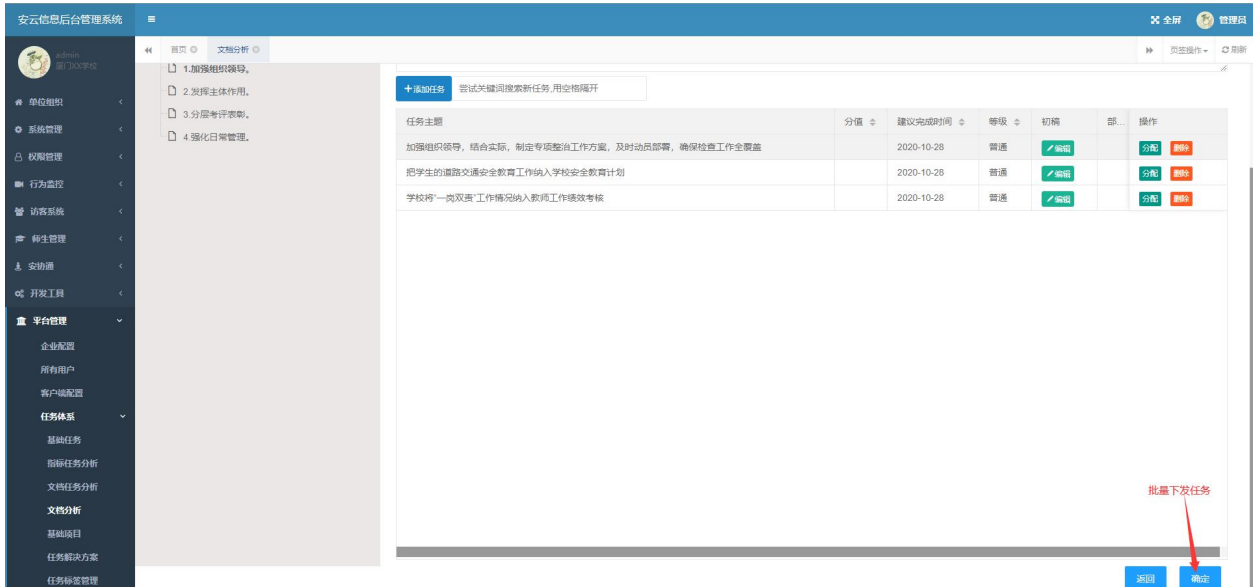 安云信息后台管理系统
全屏 管理员
admin
厦门XX学校
首页 文档分析 页签操作 刷新
单位组织
系统管理
权限管理
行为监控
访客系统
师生管理
安协通
开发工具
平台管理
企业配置
所有用户
客户端配置
任务体系
基础任务
指标任务分析
文档任务分析
文档分析
基础项目
任务解决方案
任务标签管理
1.加强组织领导。
2.发挥主体作用。
3.分层考评表彰。
4.强化日常管理。
+添加任务 尝试关键词搜索新任务,用空格隔开
任务主题 分值 建议完成时间 等级 初稿 部... 操作
加强组织领导，结合实际，制定专项整治工作方案，及时动员部署，确保检查工作全覆盖 2020-10-28 普通 编辑 分配 删除
把学生的道路交通安全教育工作纳入学校安全教育计划 2020-10-28 普通 编辑 分配 删除
学校将“一岗双责”工作情况纳入教师工作绩效考核 2020-10-28 普通 编辑 分配 删除
批量下发任务
返回 确定